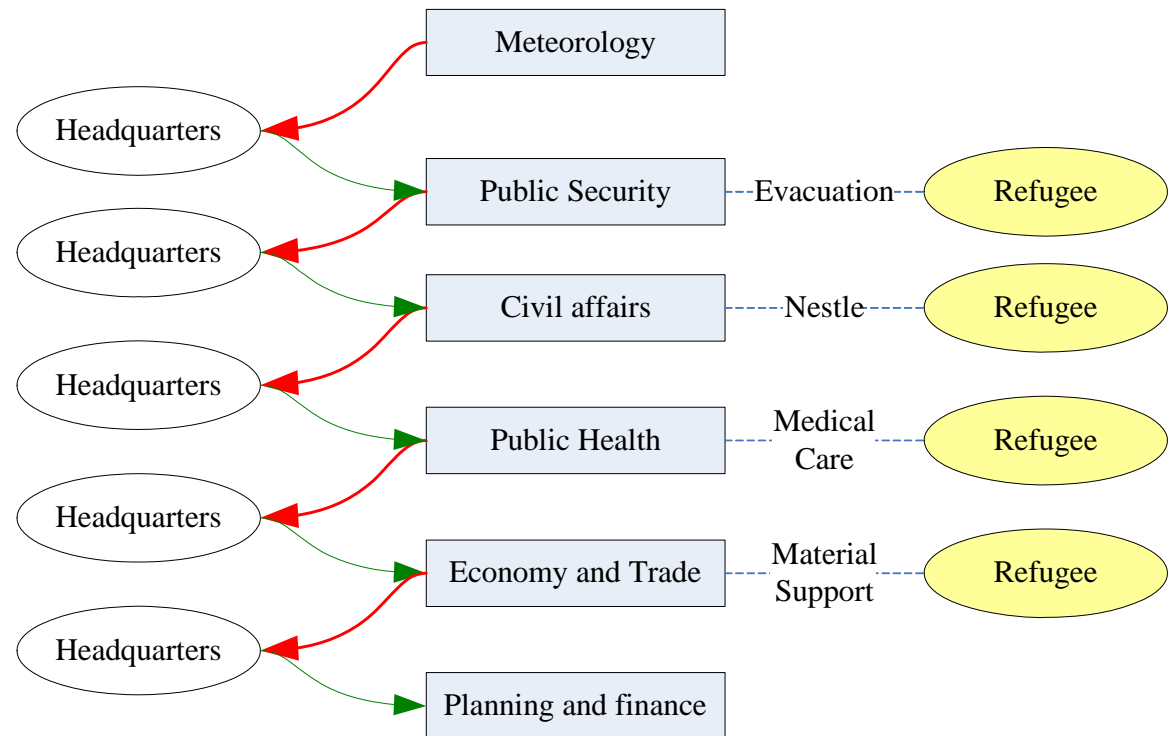 Meteorology
Headquarters
Public Security
Evacuation
Refugee
Headquarters
Civil affairs
Nestle
Refugee
Headquarters
Public Health
Medical
Care
Refugee
Headquarters
Economy and Trade
Material
Support
Refugee
Headquarters
Planning and finance